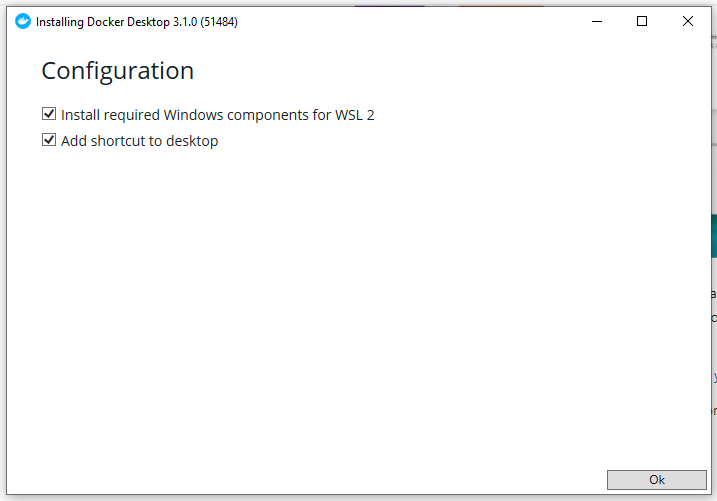 Installing Docker Desktop 3.1.0 (51484)
Configuration
Install required Windows components for WSL 2
Add shortcut to desktop
Ok